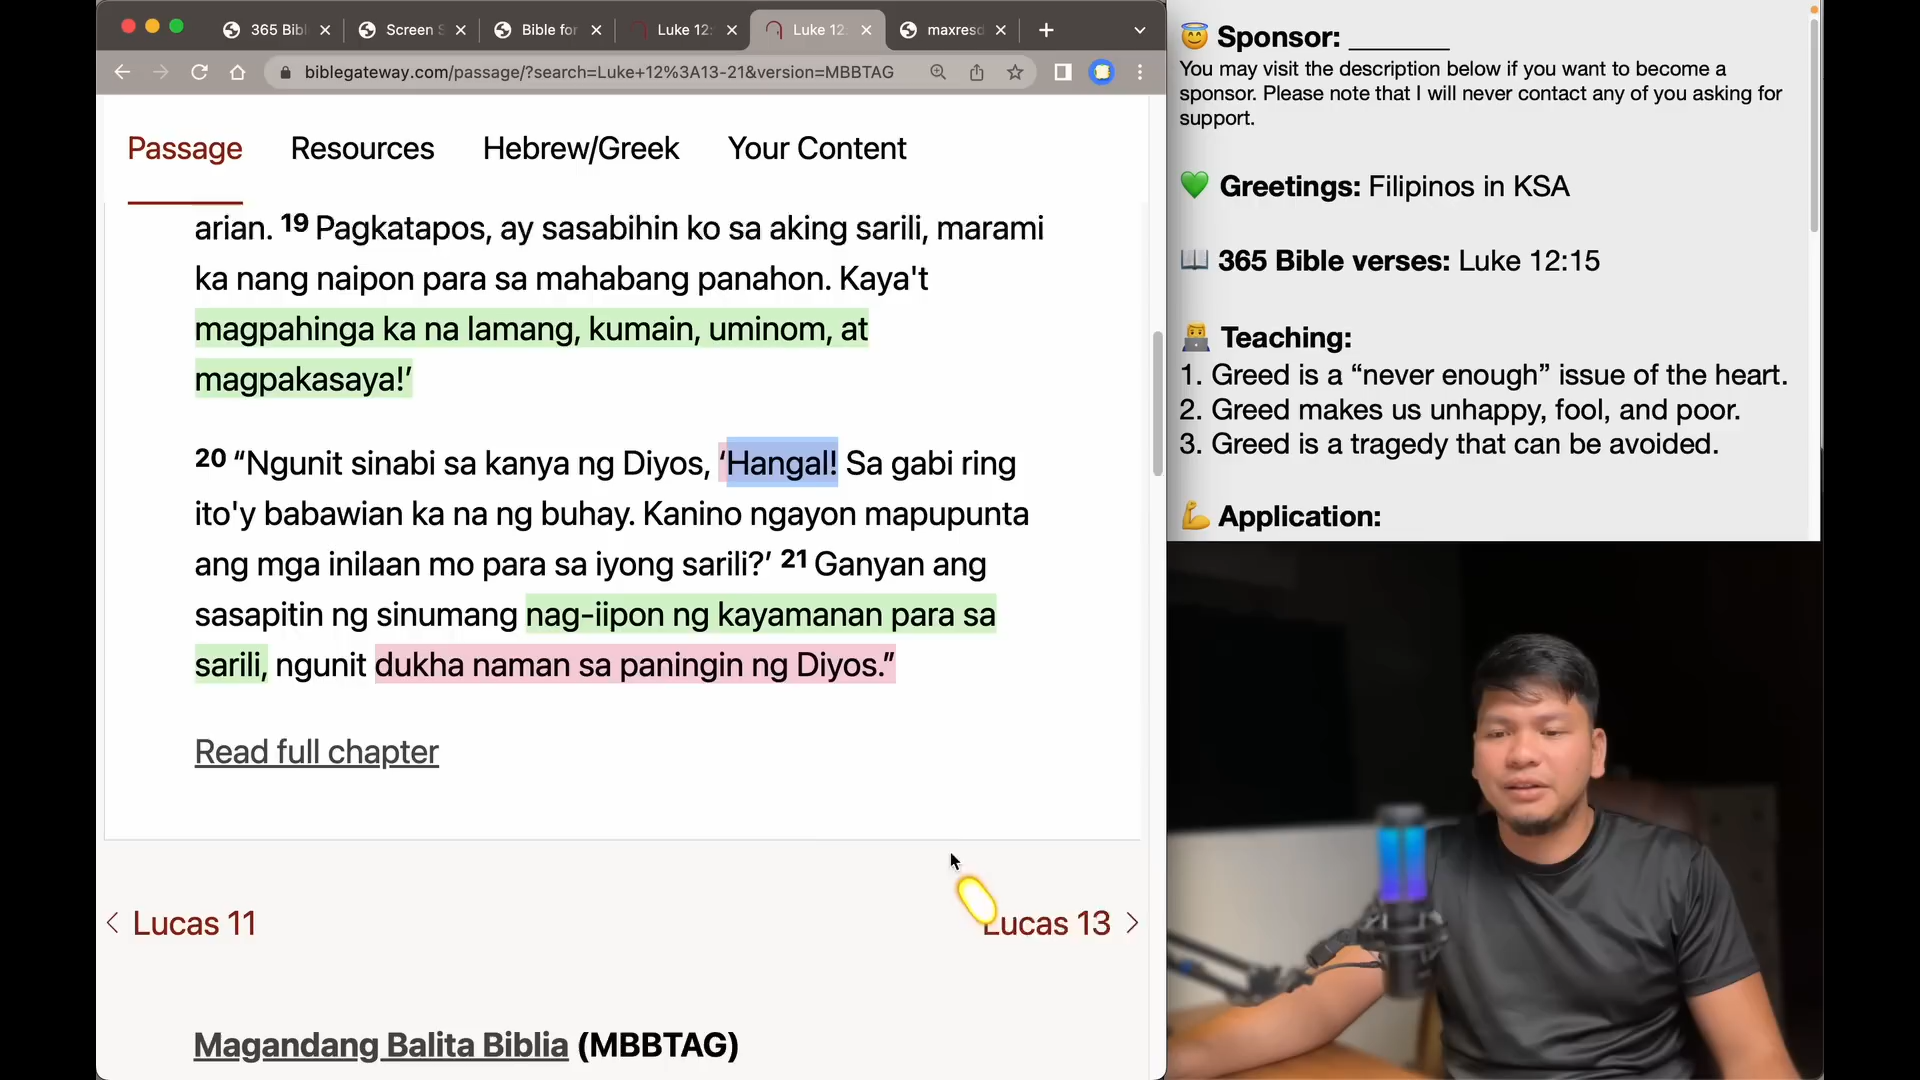 365 Bibl
Screen S
Bible for
Luke 12:
Luke 12:
maxresd
biblegateway.com/passage/?search=Luke+12%3A13-21&version=MBBTAG
Passage
Resources
Hebrew/Greek
Your Content
arian. 19 Pagkatapos, ay sasabihin ko sa aking sarili, marami
ka nang naipon para sa mahabang panahon. Kaya't
magpahinga ka na lamang, kumain, uminom, at
magpakasaya!’
20 “Ngunit sinabi sa kanya ng Diyos, ‘Hangal! Sa gabi ring
ito'y babawian ka na ng buhay. Kanino ngayon mapupunta
ang mga inilaan mo para sa iyong sarili?’ 21 Ganyan ang
sasapitin ng sinumang nag-iipon ng kayamanan para sa
sarili, ngunit dukha naman sa paningin ng Diyos.”
Read full chapter
Lucas 11
Lucas 13
Magandang Balita Biblia (MBBTAG)
Sponsor: ________
You may visit the description below if you want to become a
sponsor. Please note that I will never contact any of you asking for
support.
Greetings: Filipinos in KSA
365 Bible verses: Luke 12:15
Teaching:
1. Greed is a “never enough” issue of the heart.
2. Greed makes us unhappy, fool, and poor.
3. Greed is a tragedy that can be avoided.
Application: